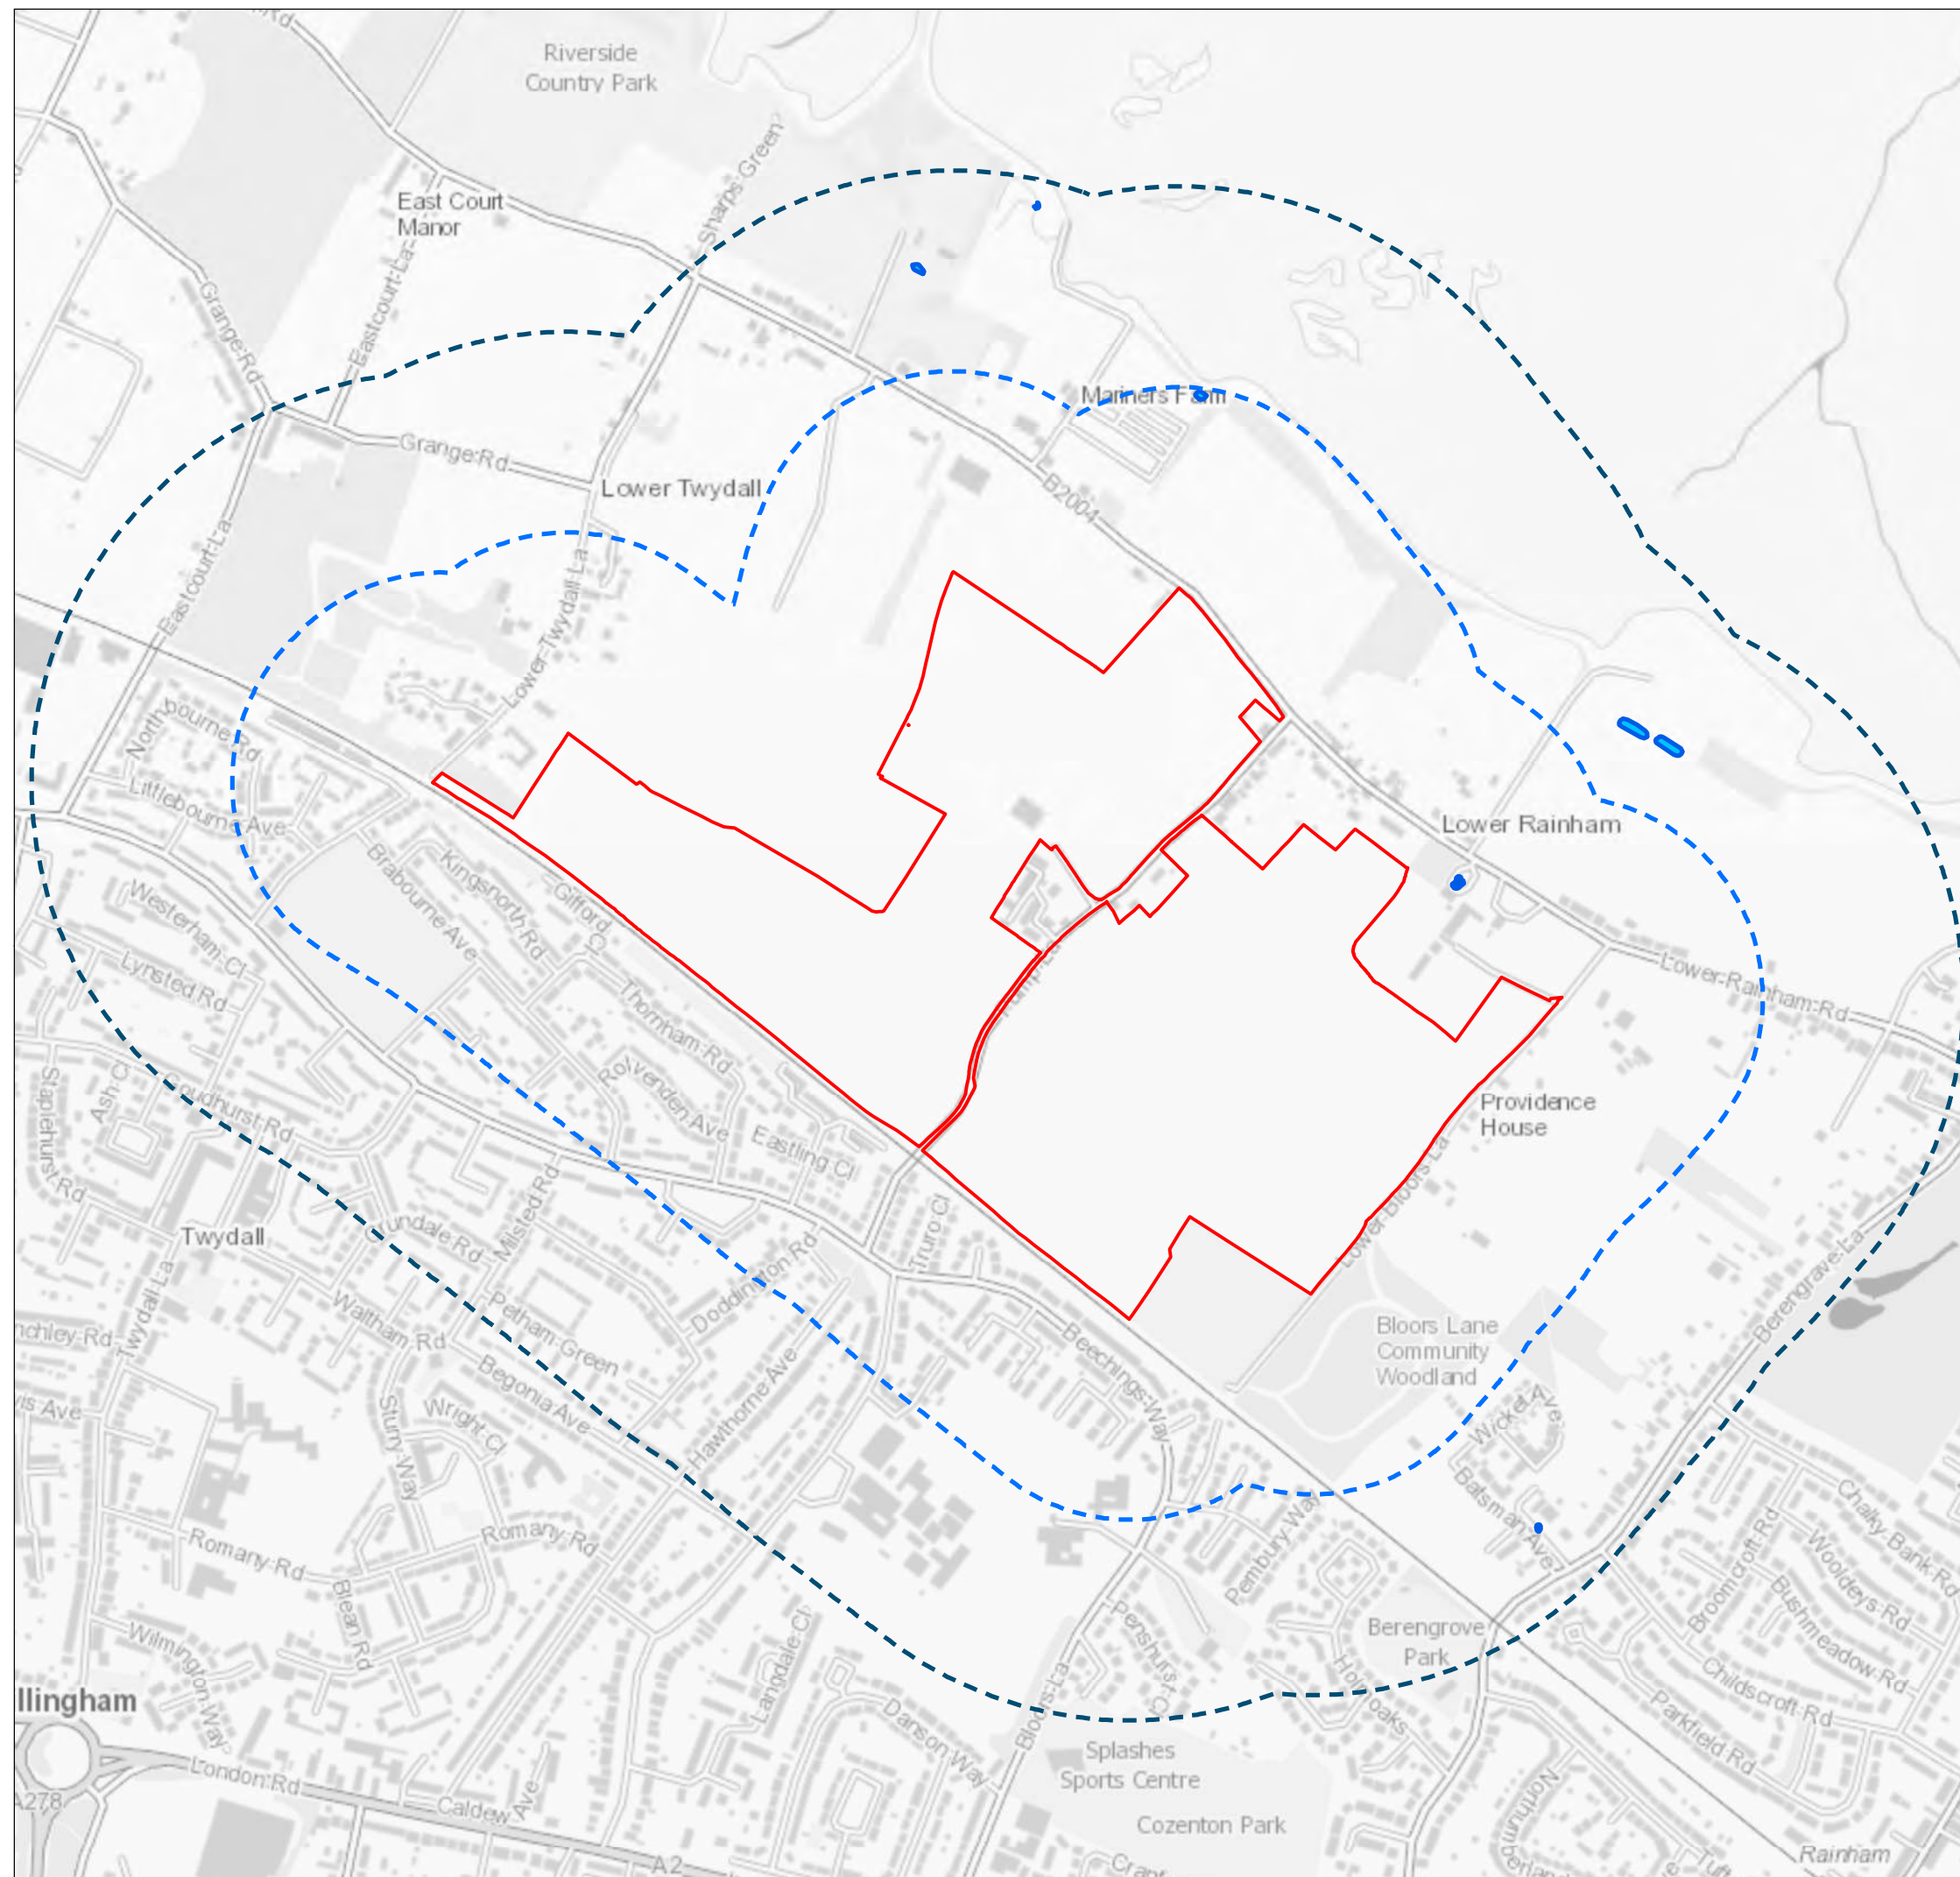 Riverside
Country Park
Sharps Green
East Court
Manor
Eastcourt La
Grange Rd
Mariners Farm
Grange Rd
Lower Twydall
B2004
Eastcourt La
Lower Twydall La
Northbourne Rd
Littlebourne Ave
Lower Rainham
Brabourne Ave
Kingsnorth Rd
Gifford Cl
Westerham Cl
Lynsted Rd
Lower Rainham Rd
Thornham Rd
Rolvenden Ave
Eastling Cl
Staplehurst Rd
Ash Cl
Goudhurst Rd
Providence
House
Lower Bloors La
Truro Cl
Twydall
Crundale Rd
Milsted Rd
Doddington Rd
Berengrave La
Twydall La
Waltham Rd
Petham Green
Beechings Way
Bloors Lane
Community
Woodland
Begonia Ave
Hawthorne Ave
Sturry Way
Wright Cl
Wicket Ave
Batsman Ave
Pembury Way
Chalky Bank Rd
Romany Rd
Romany Rd
Blean Rd
Broomcroft Rd
Wooldeys Rd
Bushmeadow Rd
Berengrove
Park
Penshurst Cl
Holly oaks
Childscroft Rd
Parkfield Rd
Wilmington Way
Langdale Cl
Danson Way
Bloors La
llingham
London Rd
A278
Caldew Ave
A2
Splashes
Sports Centre
Cozenton Park
Rainham